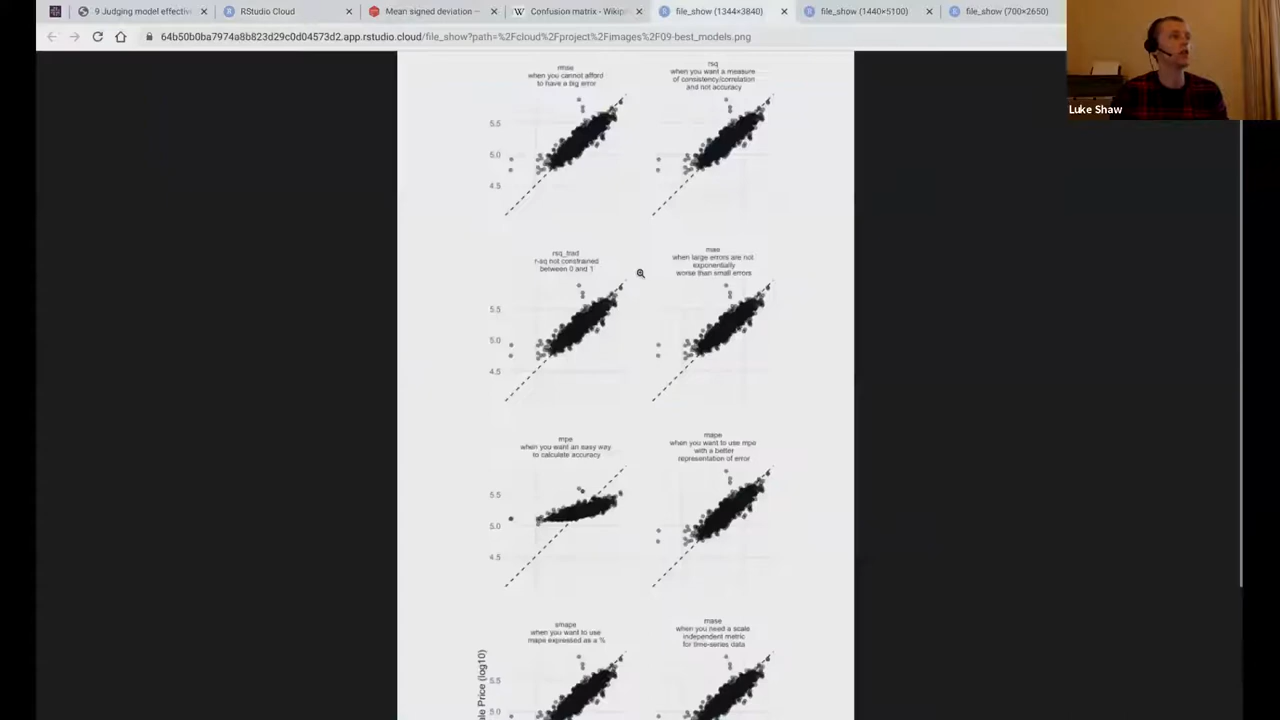 9 Judging model effectiv
RStudio Cloud
Mean signed deviation –
Confusion matrix - Wikip
file_show (1344×3840)
file_show (1440×5100)
file_show (700×2650)
64b50b0ba7974a8b823d29c0d04573d2.app.rstudio.cloud/file_show?path=%2Fcloud%2Fproject%2Fimages%2F09-best_models.png
Luke Shaw
rmse
when you cannot afford
to have a big error
rsq
when you want a measure
of consistency/correlation
and not accuracy
5.5
5.0
4.5
rsq_trad
r-sq not constrained
between 0 and 1
mae
when large errors are not
exponentially
worse than small errors
5.5
5.0
4.5
mpe
when you want an easy way
to calculate accuracy
mape
when you want to use mpe
with a better
representation of error
5.5
5.0
4.5
smape
when you want to use
mape expressed as a %
mase
when you need a scale
independent metric
for time-series data
5.5
5.0
ale Price (log10)